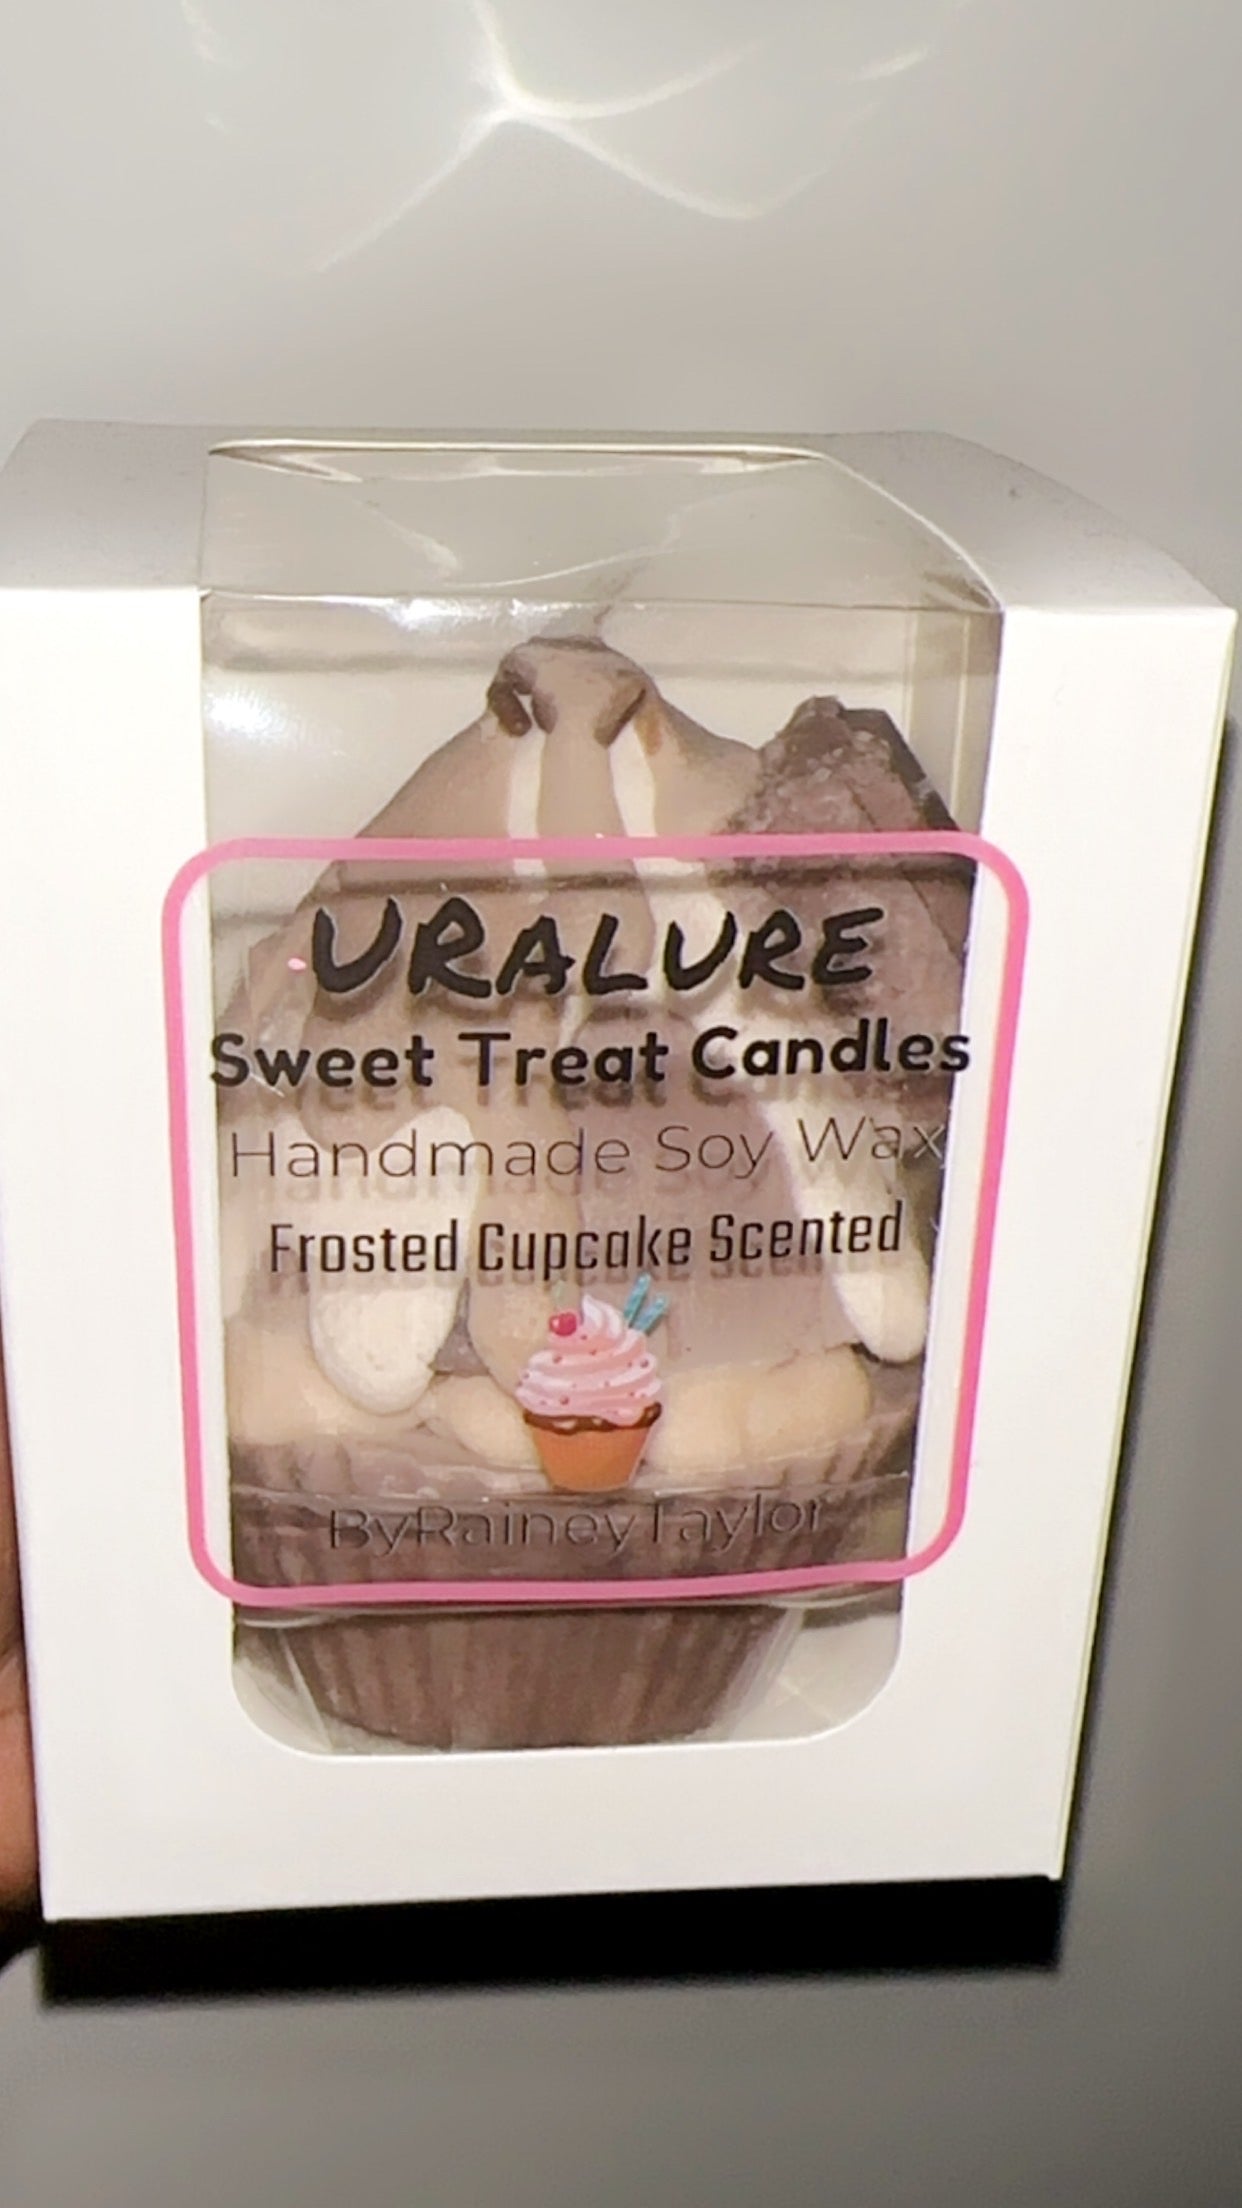 URALURE
Sweet Treat Candles
Handmade Soy Wax
Frosted Cupcake Scented
ByRaineyTaylor